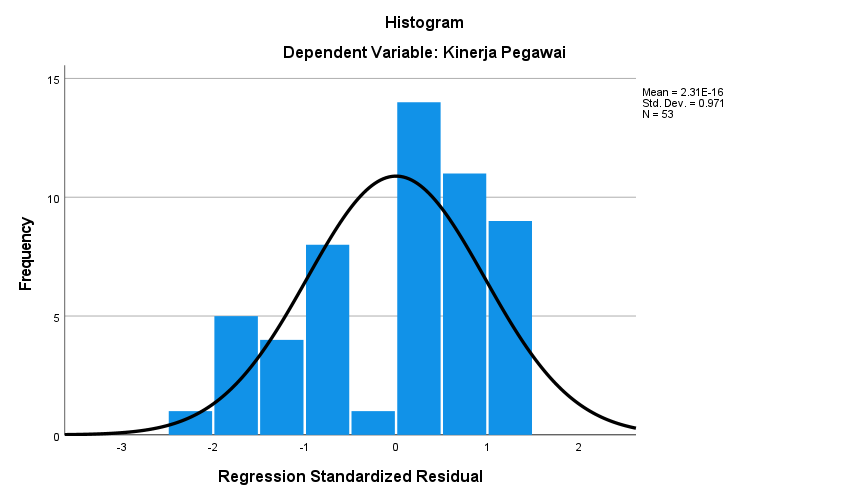 Histogram
Dependent Variable: Kinerja Pegawai
Mean = 2.31E-16
Std. Dev. = 0.971
N = 53
Frequency
15
10
5
0
-3 -2 -1 0 1 2
Regression Standardized Residual